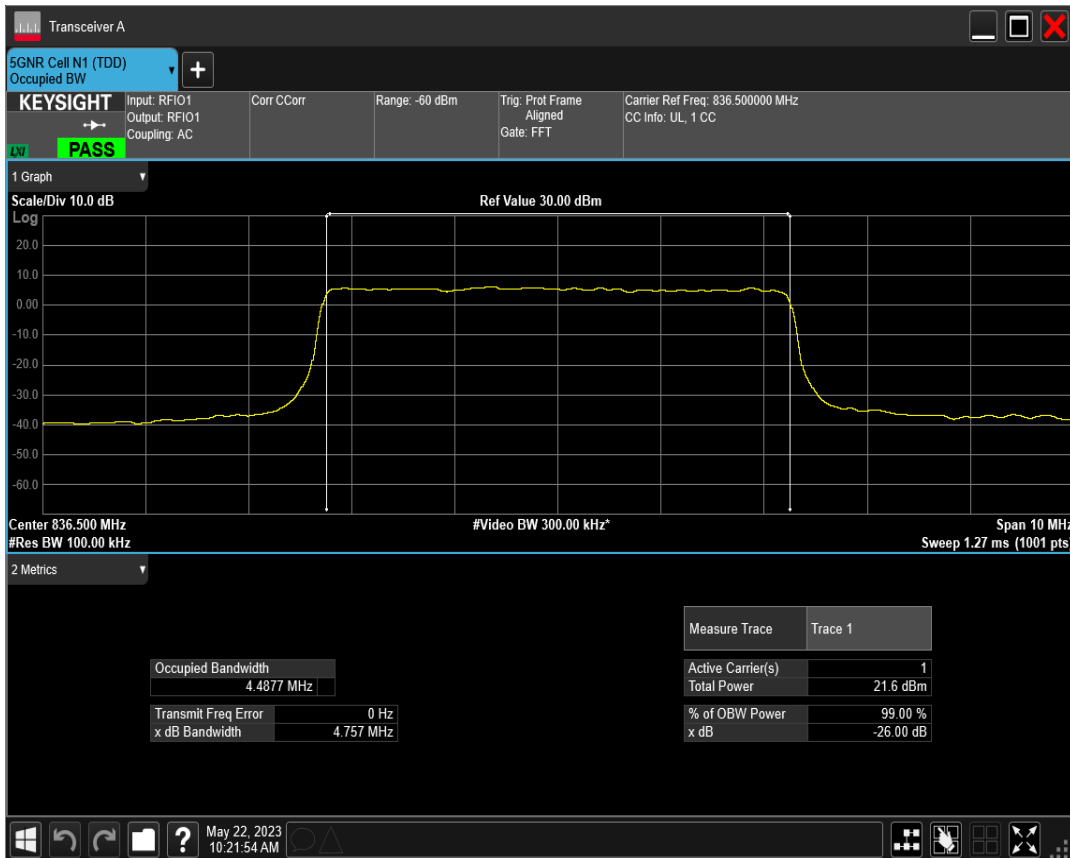 Transceiver A
5GNR Cell N1 (TDD)
Occupied BW
+
KEYSIGHT
LXI
PASS
Input: RFIO1
Output: RFIO1
Coupling: AC
Corr CCorr
Range: -60 dBm
Trig: Prot Frame
Aligned
Gate: FFT
Carrier Ref Freq: 836.500000 MHz
CC Info: UL, 1 CC
1 Graph
Scale/Div 10.0 dB
Ref Value 30.00 dBm
Log
20.0
10.0
0.00
-10.0
-20.0
-30.0
-40.0
-50.0
-60.0
Center 836.500 MHz
#Video BW 300.00 kHz*
Span 10 MHz
#Res BW 100.00 kHz
Sweep 1.27 ms (1001 pts)
2 Metrics
Measure Trace Trace 1
Occupied Bandwidth
4.4877 MHz
Active Carrier(s) 1
Total Power 21.6 dBm
Transmit Freq Error 0 Hz
x dB Bandwidth 4.757 MHz
% of OBW Power 99.00 %
x dB -26.00 dB
?
May 22, 2023
10:21:54 AM